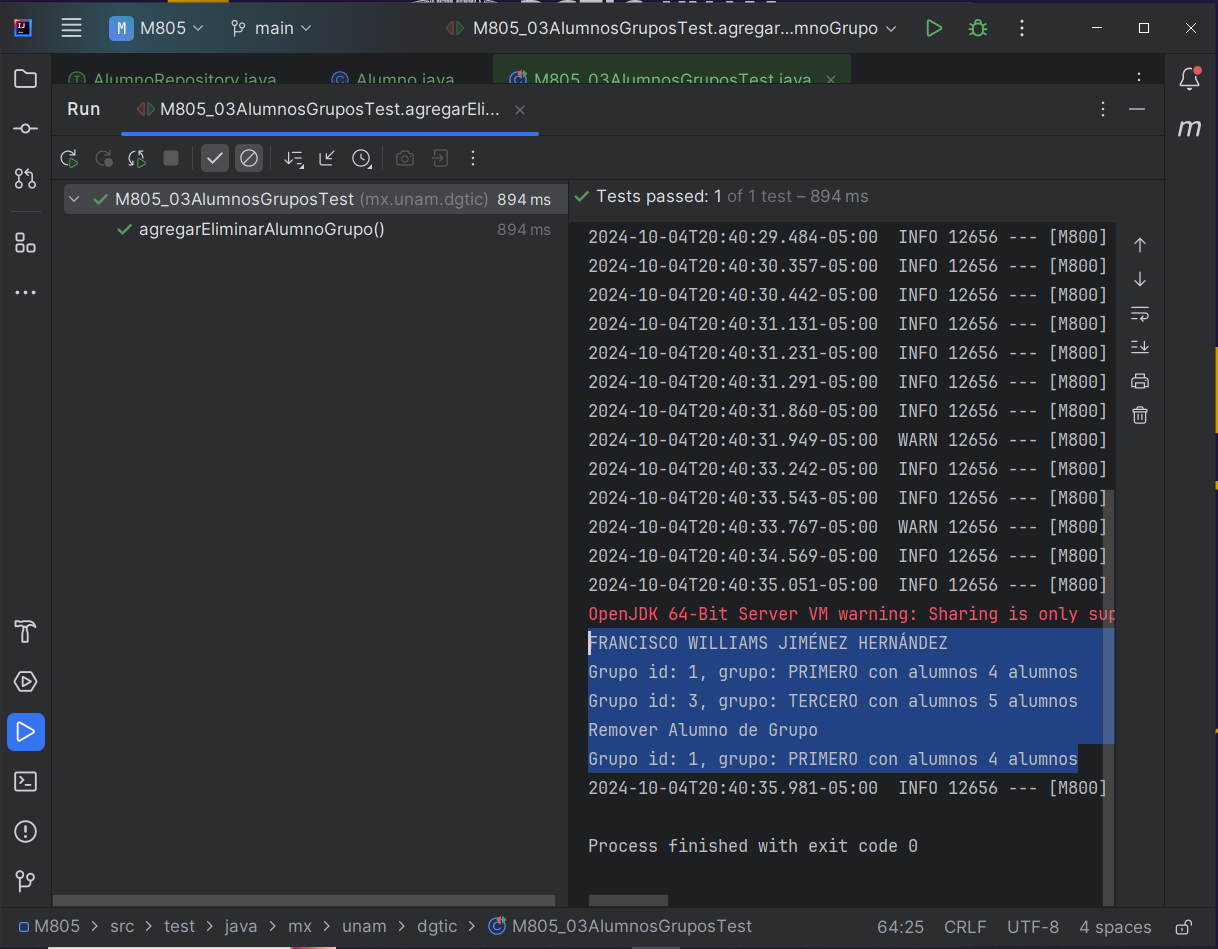 M M805 main M805_03AlumnosGruposTest.agregar...mnoGrupo
AlumnoRepository.java Alumno.java M805_03AlumnosGruposTest.java
Run M805_03AlumnosGruposTest.agregarEli...
M805_03AlumnosGruposTest (mx.unam.dgtic) 894 ms
agregarEliminarAlumnoGrupo() 894 ms
Tests passed: 1 of 1 test – 894 ms
2024-10-04T20:40:29.484-05:00  INFO 12656 --- [M800]
2024-10-04T20:40:30.357-05:00  INFO 12656 --- [M800]
2024-10-04T20:40:30.442-05:00  INFO 12656 --- [M800]
2024-10-04T20:40:31.131-05:00  INFO 12656 --- [M800]
2024-10-04T20:40:31.231-05:00  INFO 12656 --- [M800]
2024-10-04T20:40:31.291-05:00  INFO 12656 --- [M800]
2024-10-04T20:40:31.860-05:00  INFO 12656 --- [M800]
2024-10-04T20:40:31.949-05:00  WARN 12656 --- [M800]
2024-10-04T20:40:33.242-05:00  INFO 12656 --- [M800]
2024-10-04T20:40:33.543-05:00  INFO 12656 --- [M800]
2024-10-04T20:40:33.767-05:00  WARN 12656 --- [M800]
2024-10-04T20:40:34.569-05:00  INFO 12656 --- [M800]
2024-10-04T20:40:35.051-05:00  INFO 12656 --- [M800]
OpenJDK 64-Bit Server VM warning: Sharing is only sup
FRANCISCO WILLIAMS JIMÉNEZ HERNÁNDEZ
Grupo id: 1, grupo: PRIMERO con alumnos 4 alumnos
Grupo id: 3, grupo: TERCERO con alumnos 5 alumnos
Remover Alumno de Grupo
Grupo id: 1, grupo: PRIMERO con alumnos 4 alumnos
2024-10-04T20:40:35.981-05:00  INFO 12656 --- [M800]
Process finished with exit code 0
M805 > src > test > java > mx > unam > dgtic > M805_03AlumnosGruposTest 64:25 CRLF UTF-8 4 spaces